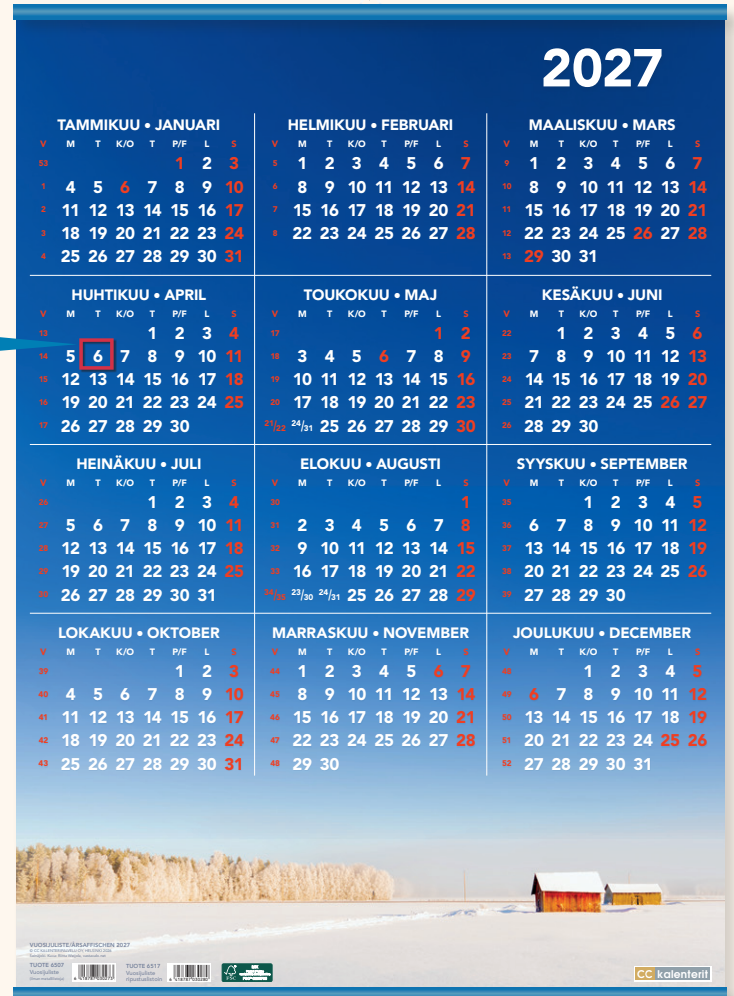 2027
TAMMIKUU • JANUARI HELMIKUU • FEBRUARI MAALISKUU • MARS
V M T K/O T P/F L S V M T K/O T P/F L S V M T K/O T P/F L S
53 1 2 3 5 1 2 3 4 5 6 7 9 1 2 3 4 5 6 7
1 4 5 6 7 8 9 10 6 8 9 10 11 12 13 14 10 8 9 10 11 12 13 14
2 11 12 13 14 15 16 17 7 15 16 17 18 19 20 21 11 15 16 17 18 19 20 21
3 18 19 20 21 22 23 24 8 22 23 24 25 26 27 28 12 22 23 24 25 26 27 28
4 25 26 27 28 29 30 31 13 29 30 31
HUHTIKUU • APRIL TOUKOKUU • MAJ KESÄKUU • JUNI
V M T K/O T P/F L S V M T K/O T P/F L S V M T K/O T P/F L S
13 1 2 3 4 17 1 2 22 1 2 3 4 5 6
14 5 6 7 8 9 10 11 18 3 4 5 6 7 8 9 23 7 8 9 10 11 12 13
15 12 13 14 15 16 17 18 19 10 11 12 13 14 15 16 24 14 15 16 17 18 19 20
16 19 20 21 22 23 24 25 20 17 18 19 20 21 22 23 25 21 22 23 24 25 26 27
17 26 27 28 29 30 21/22 24/31 25 26 27 28 29 30 26 28 29 30
HEINÄKUU • JULI ELOKUU • AUGUSTI SYYSKUU • SEPTEMBER
V M T K/O T P/F L S V M T K/O T P/F L S V M T K/O T P/F L S
26 1 2 3 4 30 1 35 1 2 3 4 5
27 5 6 7 8 9 10 11 31 2 3 4 5 6 7 8 36 6 7 8 9 10 11 12
28 12 13 14 15 16 17 18 32 9 10 11 12 13 14 15 37 13 14 15 16 17 18 19
29 19 20 21 22 23 24 25 33 16 17 18 19 20 21 22 38 20 21 22 23 24 25 26
30 26 27 28 29 30 31 23/30 24/31 25 26 27 28 29 39 27 28 29 30
LOKAKUU • OKTOBER MARRASKUU • NOVEMBER JOULUKUU • DECEMBER
V M T K/O T P/F L S V M T K/O T P/F L S V M T K/O T P/F L S
39 1 2 3 44 1 2 3 4 5 6 7 48 1 2 3 4 5
40 4 5 6 7 8 9 10 45 8 9 10 11 12 13 14 49 6 7 8 9 10 11 12
41 11 12 13 14 15 16 17 46 15 16 17 18 19 20 21 50 13 14 15 16 17 18 19
42 18 19 20 21 22 23 24 47 22 23 24 25 26 27 28 51 20 21 22 23 24 25 26
43 25 26 27 28 29 30 31 48 29 30 52 27 28 29 30 31
VUOSIJULISTE/ÅRSAFFISCHEN 2027
TUOTE 6507 TUOTE 6517
Vuosijuliste Vuosijuliste
ripustuslistoin
FSC
CC kalenterit